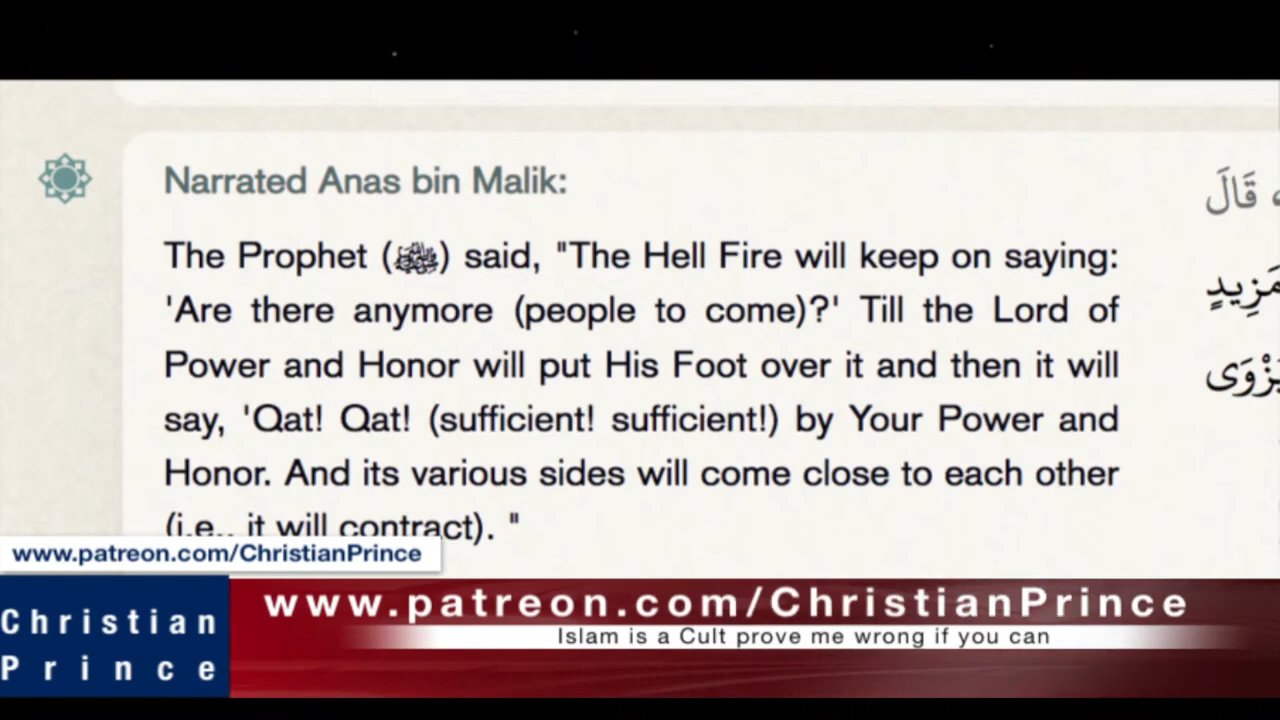 Narrated Anas bin Malik:
قَالَ
The Prophet (ﷺ) said, "The Hell Fire will keep on saying:
'Are there anymore (people to come)?' Till the Lord of
مَزِيدٍ
Power and Honor will put His Foot over it and then it will
say, 'Qat! Qat! (sufficient! sufficient!) by Your Power and
Honor. And its various sides will come close to each other
(i.e., it will contract). "
www.patreon.com/ChristianPrince
Christian
Prince
www.patreon.com/ChristianPrince
Islam is a Cult prove me wrong if you can